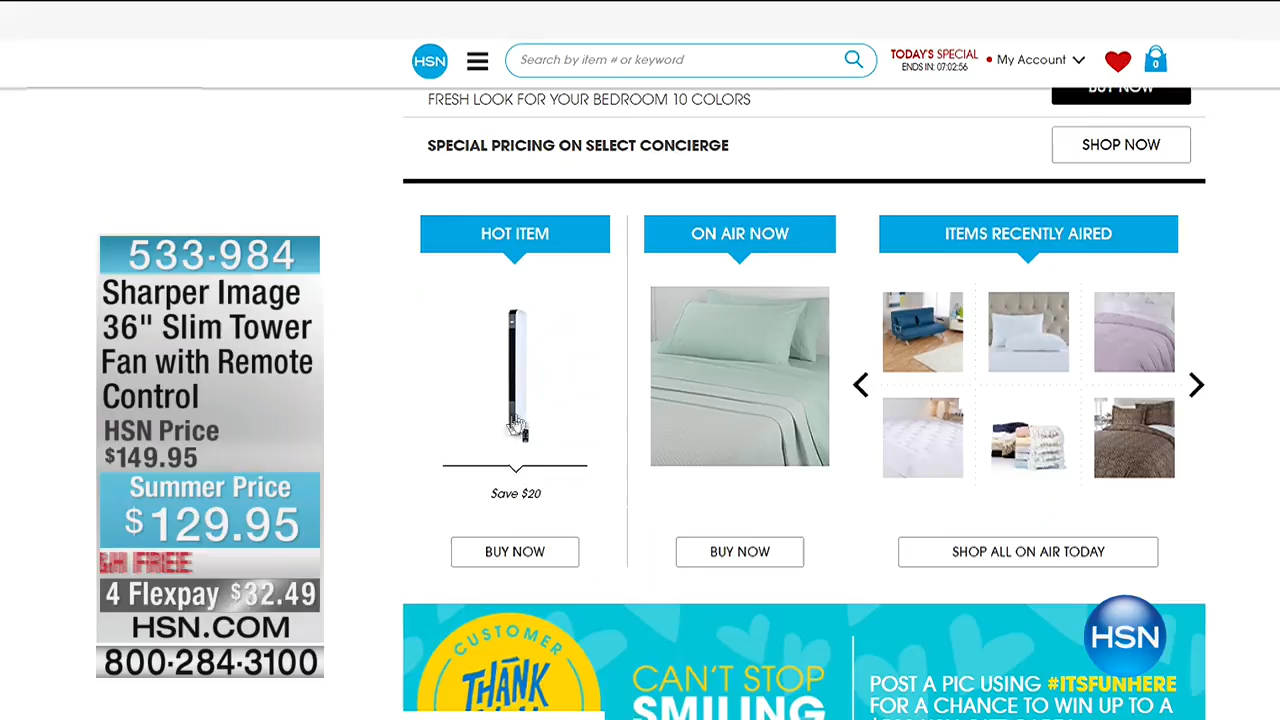 HSN
Search by item # or keyword
TODAY'S SPECIAL
ENDS IN: 07:02:56
My Account
0
FRESH LOOK FOR YOUR BEDROOM 10 COLORS
BUY NOW
SPECIAL PRICING ON SELECT CONCIERGE
SHOP NOW
HOT ITEM
ON AIR NOW
ITEMS RECENTLY AIRED
533-984
Sharper Image
36" Slim Tower
Fan with Remote
Control
HSN Price
$149.95
Summer Price
$129.95
FREE
4 Flexpay $32.49
HSN.COM
800-284-3100
Save $20
BUY NOW
BUY NOW
SHOP ALL ON AIR TODAY
CUSTOMER
THANK
CAN'T STOP
SMILING
HSN
POST A PIC USING #ITSFUNHERE
FOR A CHANCE TO WIN UP TO A